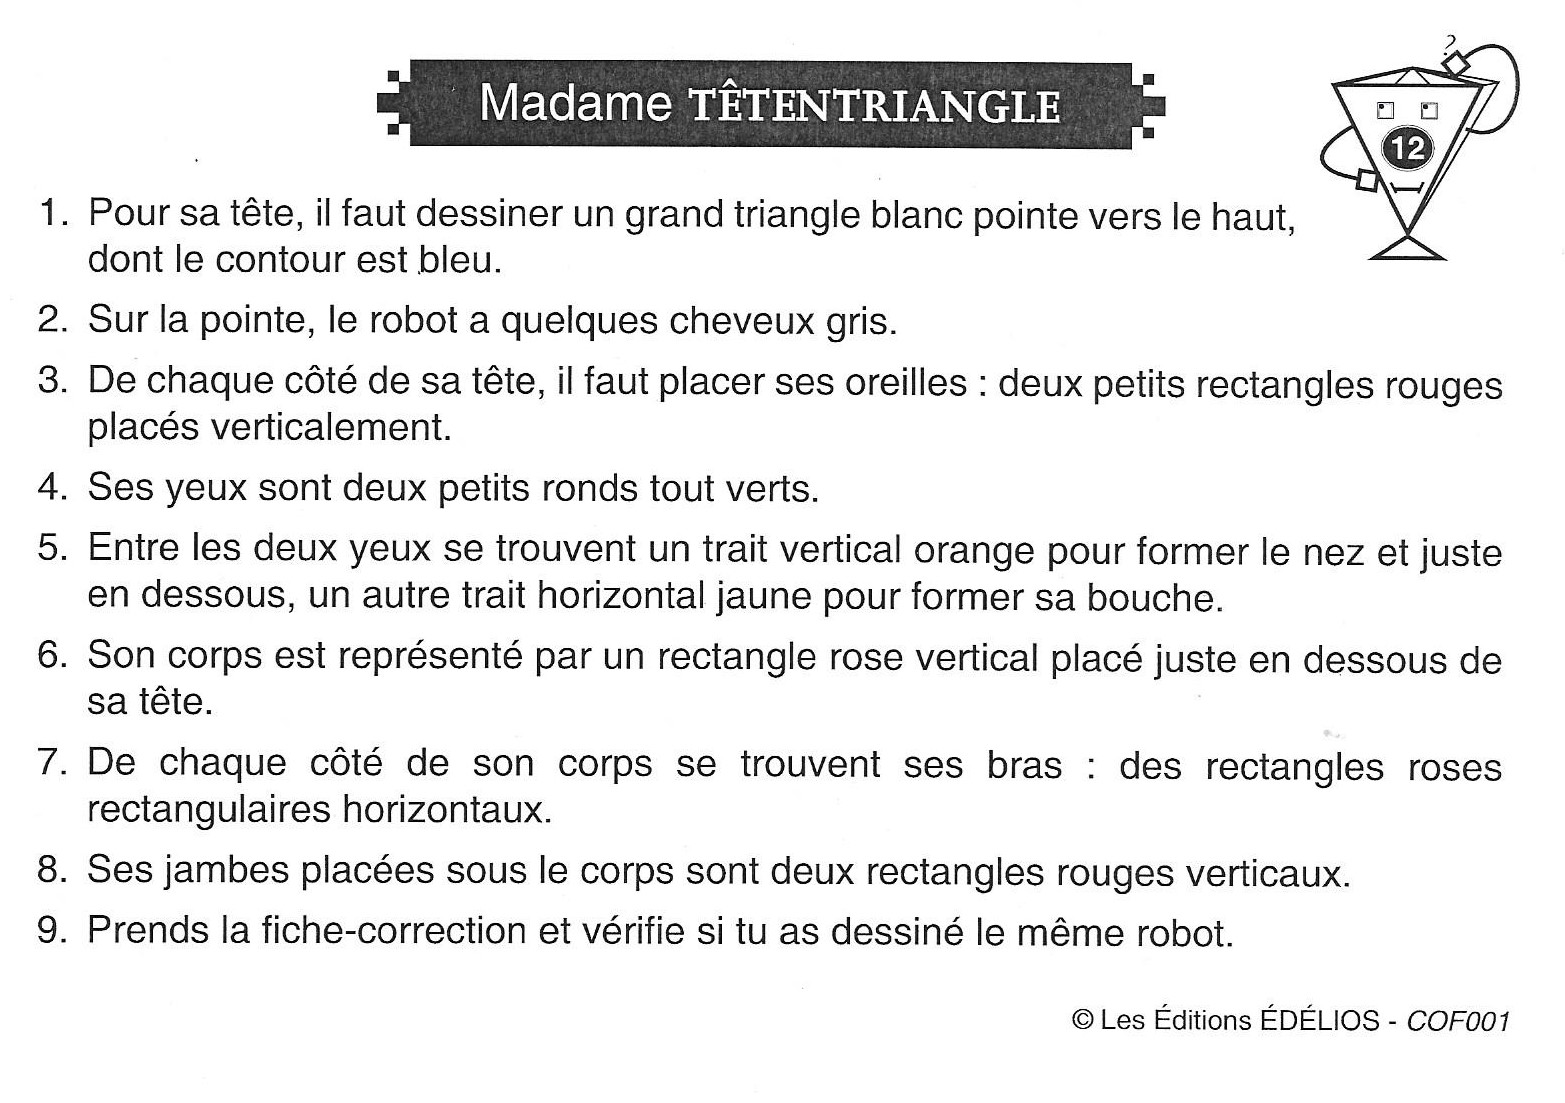 Madame TÊTENTRIANGLE
?
12
1. Pour sa tête, il faut dessiner un grand triangle blanc pointe vers le haut,
dont le contour est bleu.
2. Sur la pointe, le robot a quelques cheveux gris.
3. De chaque côté de sa tête, il faut placer ses oreilles : deux petits rectangles rouges
placés verticalement.
4. Ses yeux sont deux petits ronds tout verts.
5. Entre les deux yeux se trouvent un trait vertical orange pour former le nez et juste
en dessous, un autre trait horizontal jaune pour former sa bouche.
6. Son corps est représenté par un rectangle rose vertical placé juste en dessous de
sa tête.
7. De chaque côté de son corps se trouvent ses bras : des rectangles roses
rectangulaires horizontaux.
8. Ses jambes placées sous le corps sont deux rectangles rouges verticaux.
9. Prends la fiche-correction et vérifie si tu as dessiné le même robot.
© Les Éditions ÉDÉLIOS - COF001